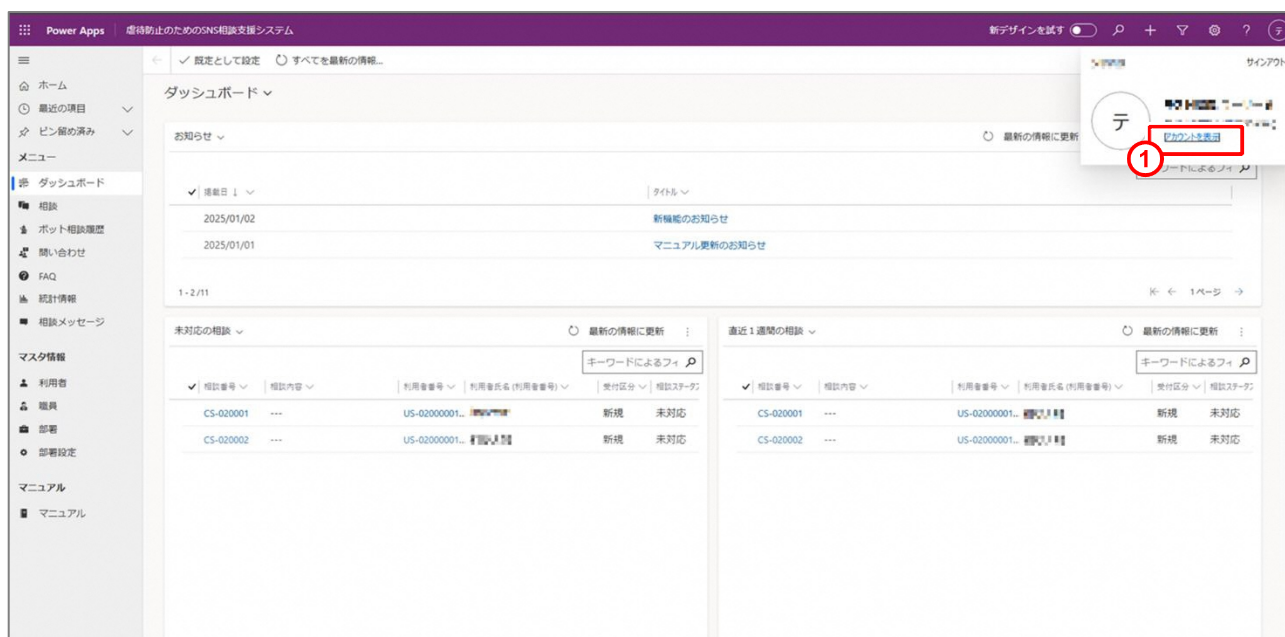 Power Apps 虐待防止のためのSNS相談支援システム 新デザインを試す ? テ
✓ 既定として設定 すべてを最新の情報...
サインアウト
テ
アカウントを表示
1
ホーム
最近の項目
ピン留め済み
メニュー
ダッシュボード
相談
ボット相談履歴
問い合わせ
FAQ
統計情報
相談メッセージ
マスタ情報
利用者
職員
部署
部署設定
マニュアル
マニュアル
ダッシュボード
お知らせ 最新の情報に更新
ードによるフィ
掲載日 ↓ タイトル
2025/01/02 新機能のお知らせ
2025/01/01 マニュアル更新のお知らせ
1 - 2 /11 1 ページ
未対応の相談 最新の情報に更新
キーワードによるフィ
相談番号 相談内容 利用者番号 利用者氏名 (利用者番号) 受付区分 相談ステータス
CS-020001 --- US-02000001... 新規 未対応
CS-020002 --- US-02000001... 新規 未対応
直近１週間の相談 最新の情報に更新
キーワードによるフィ
相談番号 相談内容 利用者番号 利用者氏名 (利用者番号) 受付区分 相談ステータス
CS-020001 --- US-02000001... 新規 未対応
CS-020002 --- US-02000001... 新規 未対応